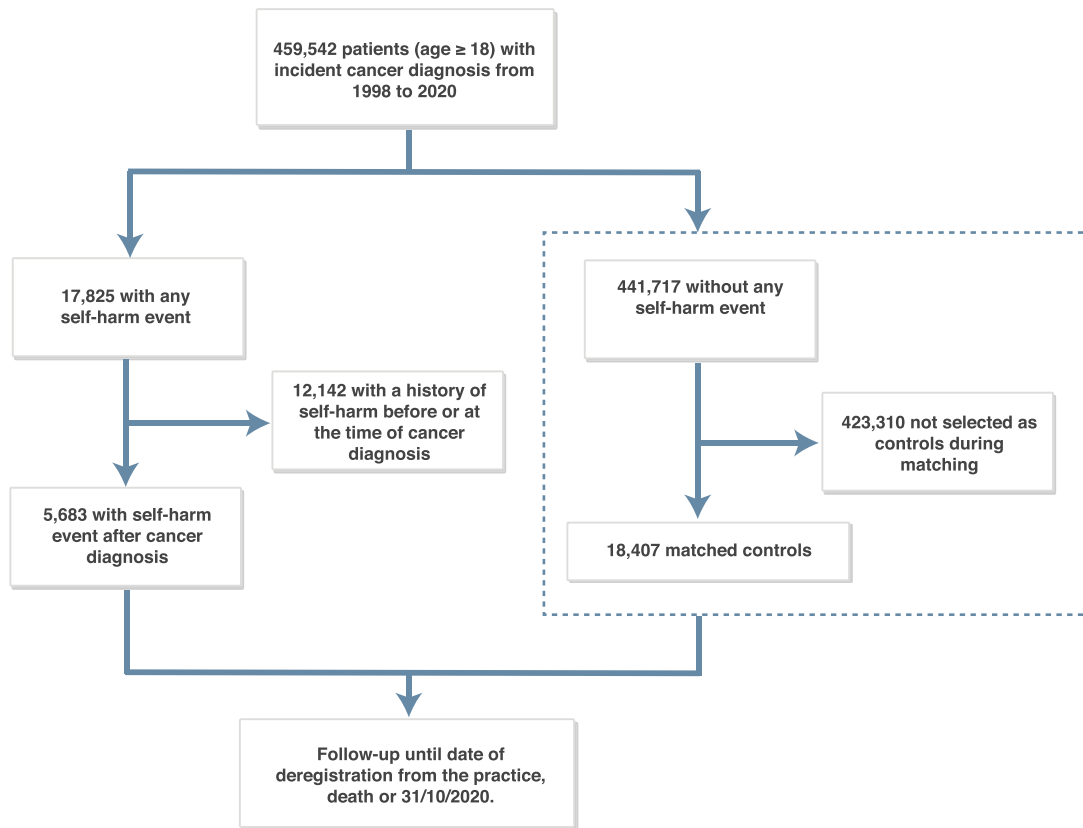 459,542 patients (age ≥ 18) with
incident cancer diagnosis from
1998 to 2020
17,825 with any
self-harm event
441,717 without any
self-harm event
12,142 with a history of
self-harm before or at
the time of cancer
diagnosis
423,310 not selected as
controls during
matching
5,683 with self-harm
event after cancer
diagnosis
18,407 matched controls
Follow-up until date of
deregistration from the practice,
death or 31/10/2020.